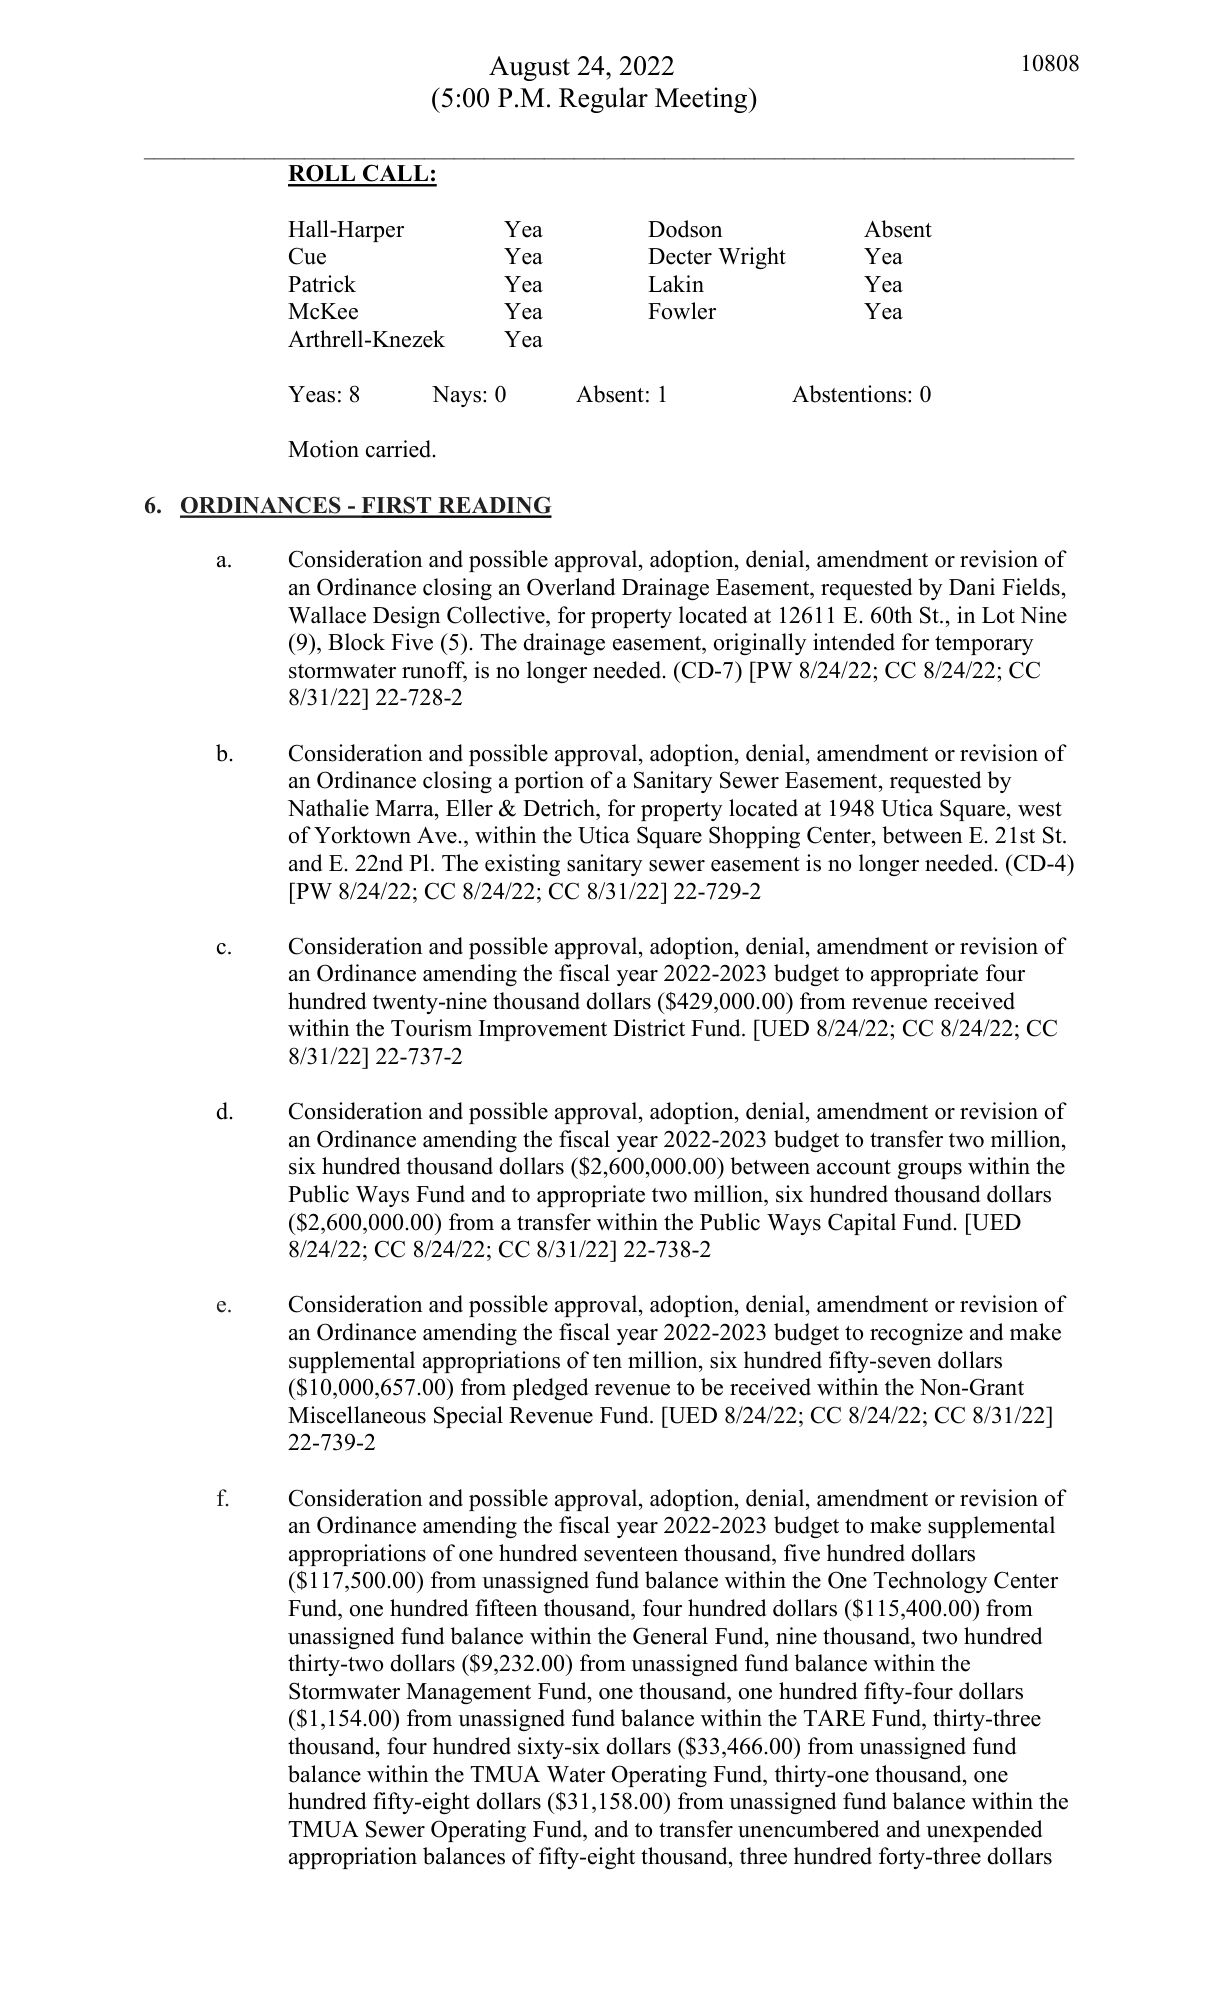 August 24, 2022 10808
(5:00 P.M. Regular Meeting)
ROLL CALL:
Hall-Harper Yea Dodson Absent
Cue Yea Decter Wright Yea
Patrick Yea Lakin Yea
McKee Yea Fowler Yea
Arthrell-Knezek Yea
Yeas: 8 Nays: 0 Absent: 1 Abstentions: 0
Motion carried.
6. ORDINANCES - FIRST READING
a. Consideration and possible approval, adoption, denial, amendment or revision of
an Ordinance closing an Overland Drainage Easement, requested by Dani Fields,
Wallace Design Collective, for property located at 12611 E. 60th St., in Lot Nine
(9), Block Five (5). The drainage easement, originally intended for temporary
stormwater runoff, is no longer needed. (CD-7) [PW 8/24/22; CC 8/24/22; CC
8/31/22] 22-728-2
b. Consideration and possible approval, adoption, denial, amendment or revision of
an Ordinance closing a portion of a Sanitary Sewer Easement, requested by
Nathalie Marra, Eller & Detrich, for property located at 1948 Utica Square, west
of Yorktown Ave., within the Utica Square Shopping Center, between E. 21st St.
and E. 22nd Pl. The existing sanitary sewer easement is no longer needed. (CD-4)
[PW 8/24/22; CC 8/24/22; CC 8/31/22] 22-729-2
c. Consideration and possible approval, adoption, denial, amendment or revision of
an Ordinance amending the fiscal year 2022-2023 budget to appropriate four
hundred twenty-nine thousand dollars ($429,000.00) from revenue received
within the Tourism Improvement District Fund. [UED 8/24/22; CC 8/24/22; CC
8/31/22] 22-737-2
d. Consideration and possible approval, adoption, denial, amendment or revision of
an Ordinance amending the fiscal year 2022-2023 budget to transfer two million,
six hundred thousand dollars ($2,600,000.00) between account groups within the
Public Ways Fund and to appropriate two million, six hundred thousand dollars
($2,600,000.00) from a transfer within the Public Ways Capital Fund. [UED
8/24/22; CC 8/24/22; CC 8/31/22] 22-738-2
e. Consideration and possible approval, adoption, denial, amendment or revision of
an Ordinance amending the fiscal year 2022-2023 budget to recognize and make
supplemental appropriations of ten million, six hundred fifty-seven dollars
($10,000,657.00) from pledged revenue to be received within the Non-Grant
Miscellaneous Special Revenue Fund. [UED 8/24/22; CC 8/24/22; CC 8/31/22]
22-739-2
f. Consideration and possible approval, adoption, denial, amendment or revision of
an Ordinance amending the fiscal year 2022-2023 budget to make supplemental
appropriations of one hundred seventeen thousand, five hundred dollars
($117,500.00) from unassigned fund balance within the One Technology Center
Fund, one hundred fifteen thousand, four hundred dollars ($115,400.00) from
unassigned fund balance within the General Fund, nine thousand, two hundred
thirty-two dollars ($9,232.00) from unassigned fund balance within the
Stormwater Management Fund, one thousand, one hundred fifty-four dollars
($1,154.00) from unassigned fund balance within the TARE Fund, thirty-three
thousand, four hundred sixty-six dollars ($33,466.00) from unassigned fund
balance within the TMUA Water Operating Fund, thirty-one thousand, one
hundred fifty-eight dollars ($31,158.00) from unassigned fund balance within the
TMUA Sewer Operating Fund, and to transfer unencumbered and unexpended
appropriation balances of fifty-eight thousand, three hundred forty-three dollars